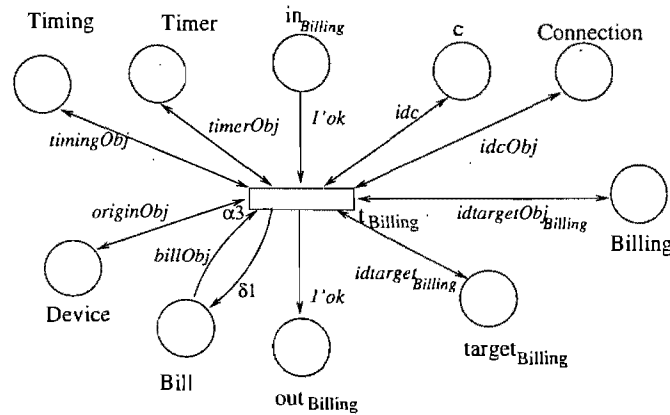 Timing
Timer
in_Billing
c
Connection
timingObj
timerObj
1'ok
idc
idcObj
originObj
α3
t_Billing
idtargetObj_Billing
Billing
billObj
δ1
1'ok
idtarget_Billing
Device
Bill
out_Billing
target_Billing